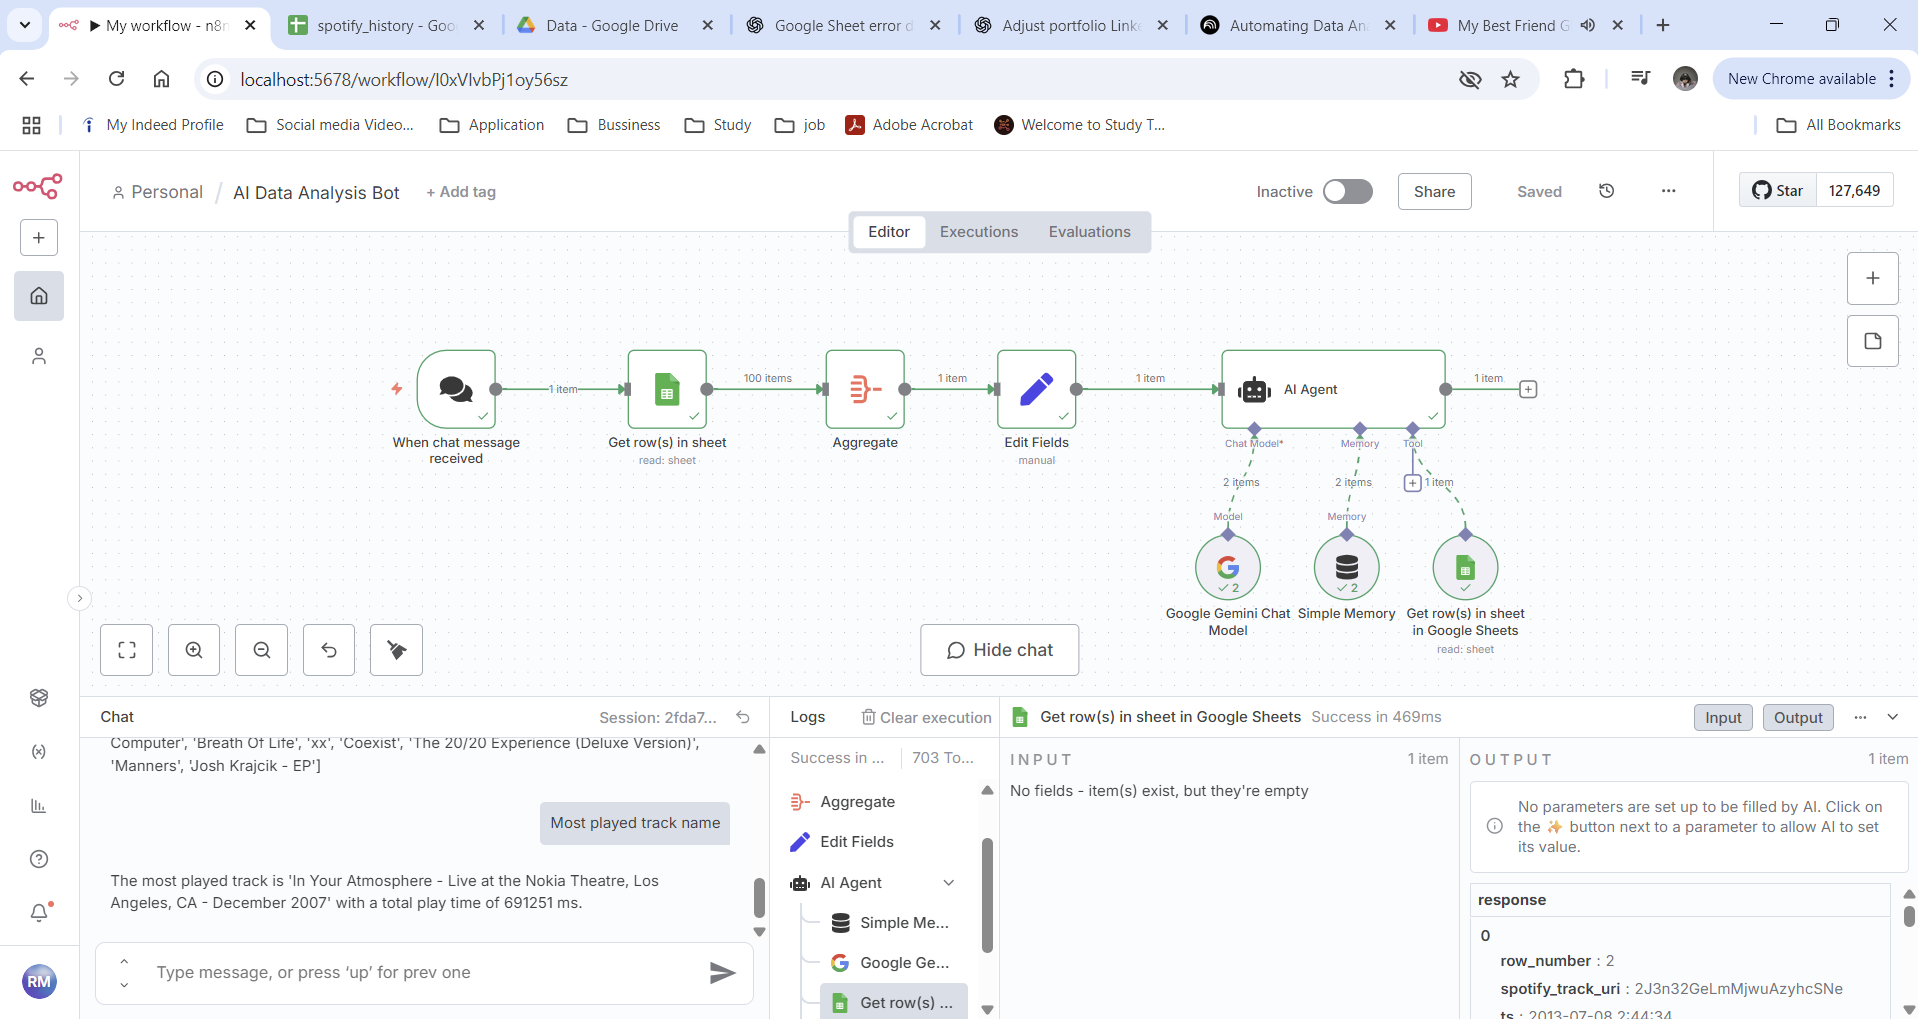 My workflow - n8n
spotify_history - Goo
Data - Google Drive
Google Sheet error d
Adjust portfolio Linke
Automating Data Ana
My Best Friend G
localhost:5678/workflow/I0xVIvbPj1oy56sz
New Chrome available
My Indeed Profile
Social media Video...
Application
Bussiness
Study
job
Adobe Acrobat
Welcome to Study T...
All Bookmarks
Personal / AI Data Analysis Bot + Add tag
Inactive
Share
Saved
Star 127,649
Editor Executions Evaluations
1 item
100 items
1 item
1 item
AI Agent
1 item
When chat message
received
Get row(s) in sheet
read: sheet
Aggregate
Edit Fields
manual
Chat Model*
Memory
Tool
2 items
2 items
1 item
Model
Memory
2
2
Google Gemini Chat
Model
Simple Memory
Get row(s) in sheet
in Google Sheets
read: sheet
Hide chat
Chat
Session: 2fda7...
Computer', 'Breath Of Life', 'xx', 'Coexist', 'The 20/20 Experience (Deluxe Version)',
'Manners', 'Josh Krajcik - EP']
Most played track name
The most played track is 'In Your Atmosphere - Live at the Nokia Theatre, Los
Angeles, CA - December 2007' with a total play time of 691251 ms.
Type message, or press ‘up’ for prev one
RM
Logs
Clear execution
Success in ...
703 To...
Aggregate
Edit Fields
AI Agent
Simple Me...
Google Ge...
Get row(s) ...
Get row(s) in sheet in Google Sheets Success in 469ms
Input
Output
INPUT
1 item
No fields - item(s) exist, but they're empty
OUTPUT
1 item
No parameters are set up to be filled by AI. Click on
the ✨ button next to a parameter to allow AI to set
its value.
response
0
row_number : 2
spotify_track_uri : 2J3n32GeLmMjwuAzyhcSNe
ts : 2013-07-08 2:44:34